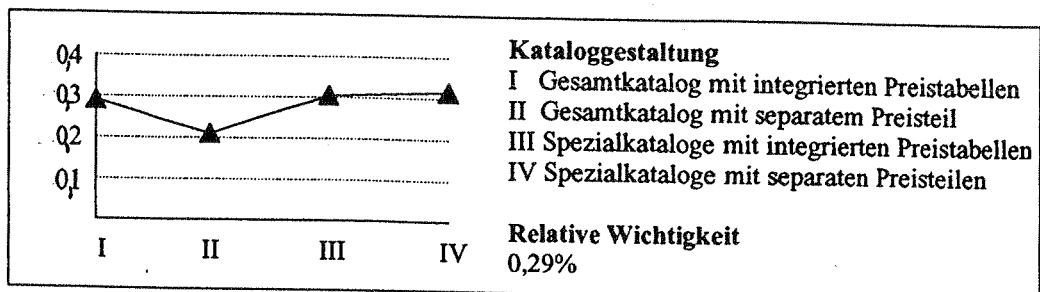 0,4
0,3
0,2
0,1
I II III IV
Kataloggestaltung
I Gesamtkatalog mit integrierten Preistabellen
II Gesamtkatalog mit separatem Preisteil
III Spezialkataloge mit integrierten Preistabellen
IV Spezialkataloge mit separaten Preisteilen
Relative Wichtigkeit
0,29%